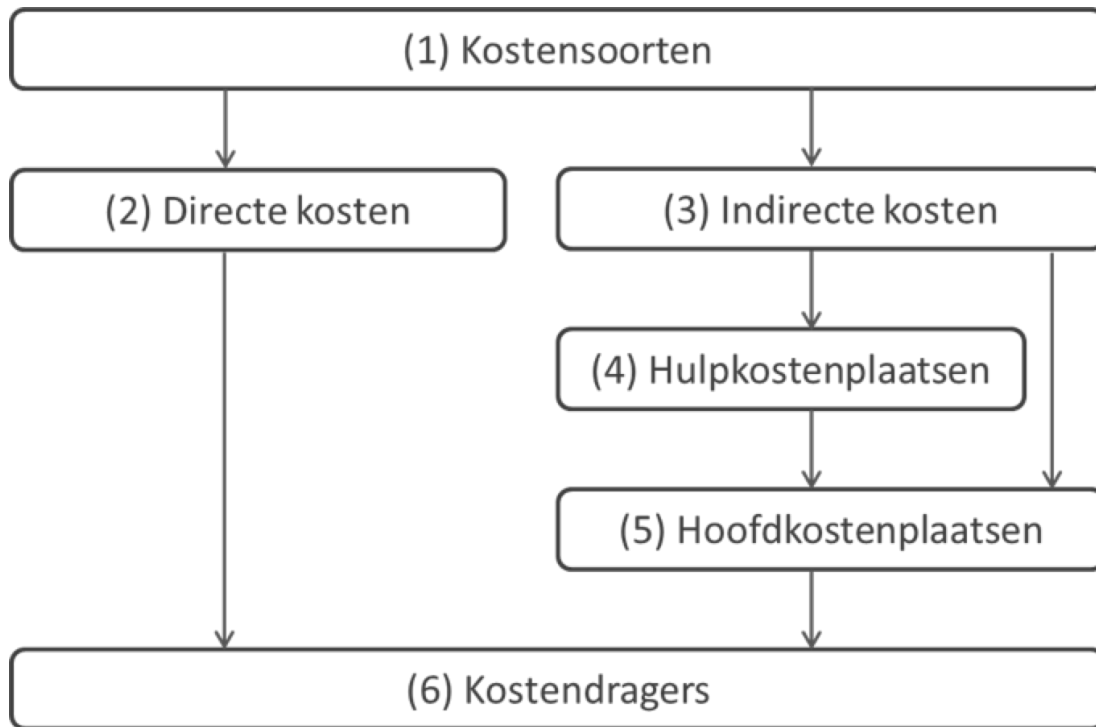 (1) Kostensoorten
(2) Directe kosten
(3) Indirecte kosten
(4) Hulpkostenplaatsen
(5) Hoofdkostenplaatsen
(6) Kostendragers